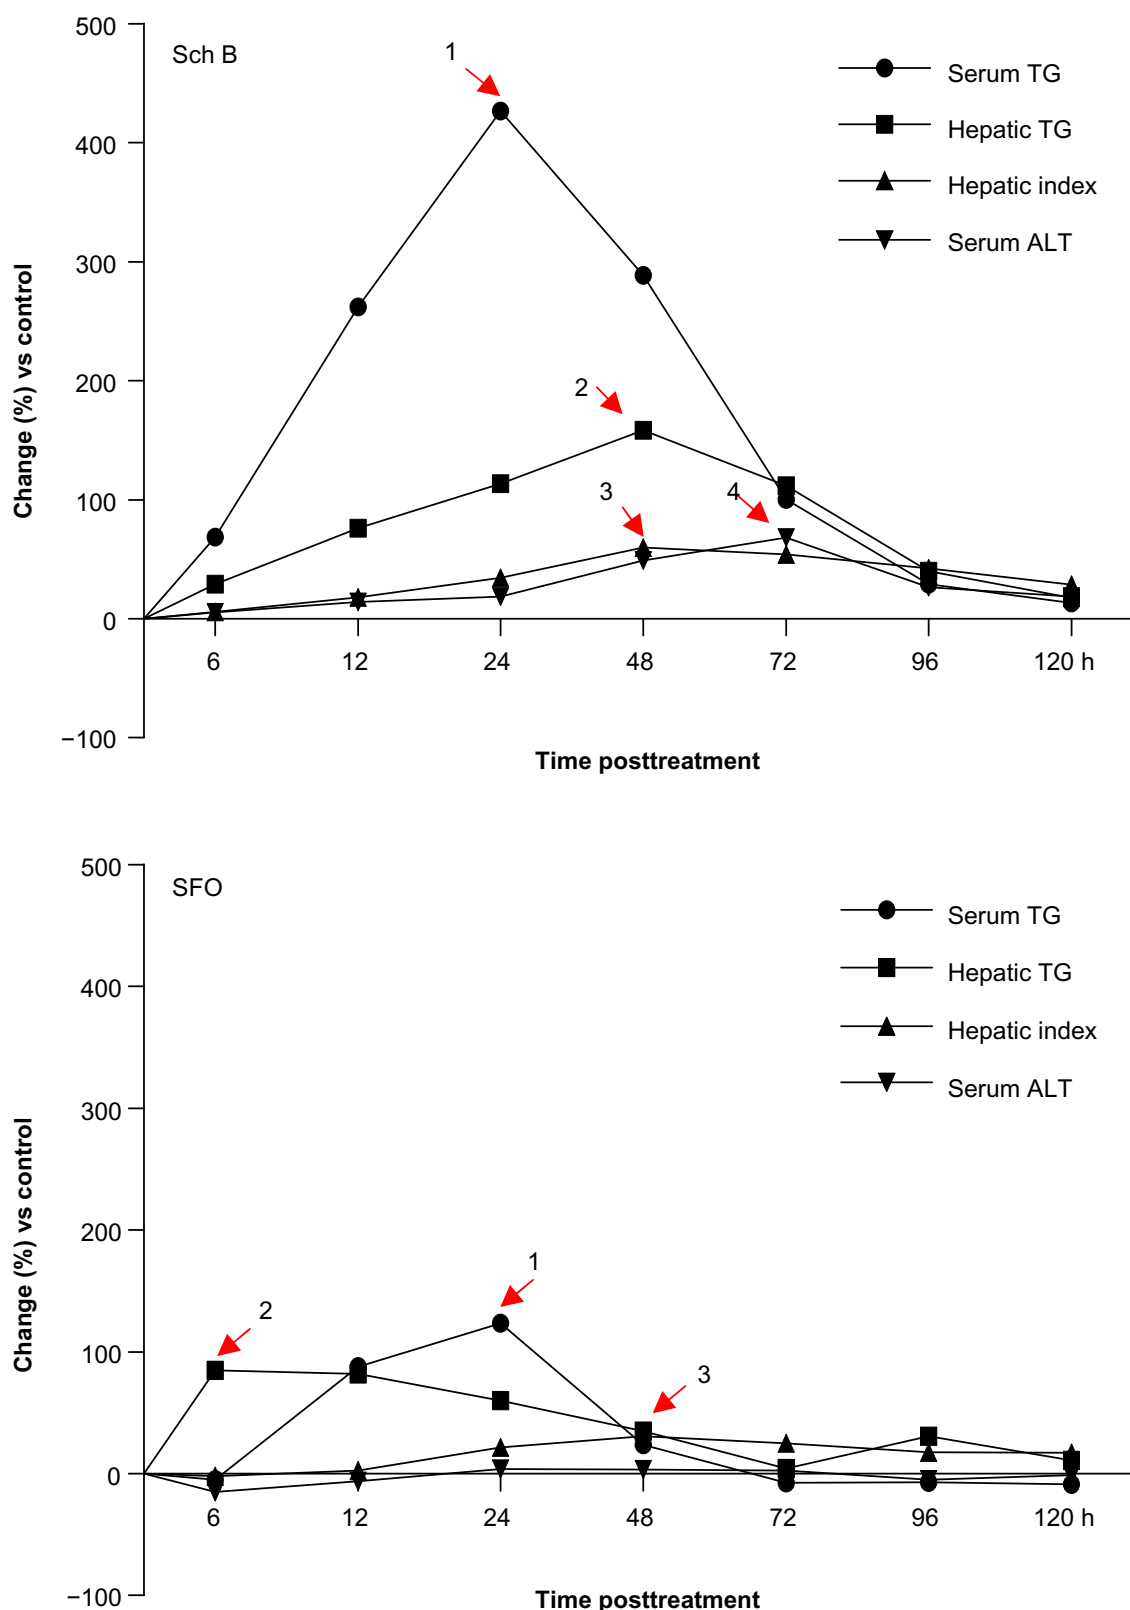 500
Sch B
1
Serum TG
Hepatic TG
Hepatic index
Serum ALT
400
300
200
2
3
4
100
0
−100
Change (%) vs control
6 12 24 48 72 96 120 h
Time posttreatment
500
SFO
Serum TG
Hepatic TG
Hepatic index
Serum ALT
400
300
200
1
2
3
100
0
−100
Change (%) vs control
6 12 24 48 72 96 120 h
Time posttreatment